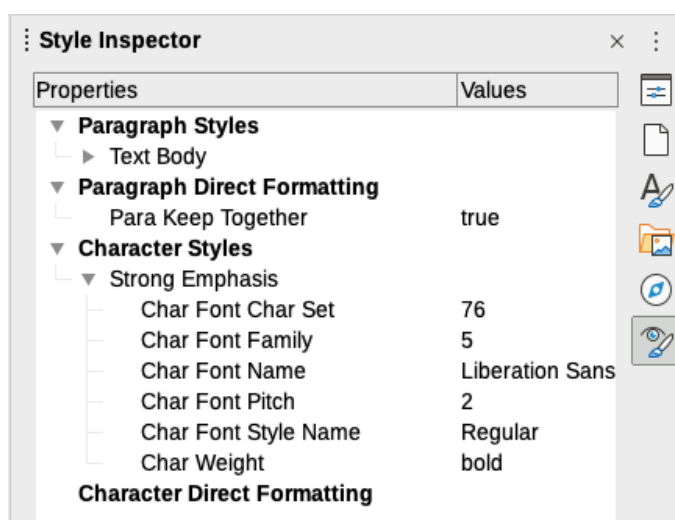 Style Inspector
Properties Values
Paragraph Styles
Text Body
Paragraph Direct Formatting
Para Keep Together true
Character Styles
Strong Emphasis
Char Font Char Set 76
Char Font Family 5
Char Font Name Liberation Sans
Char Font Pitch 2
Char Font Style Name Regular
Char Weight bold
Character Direct Formatting